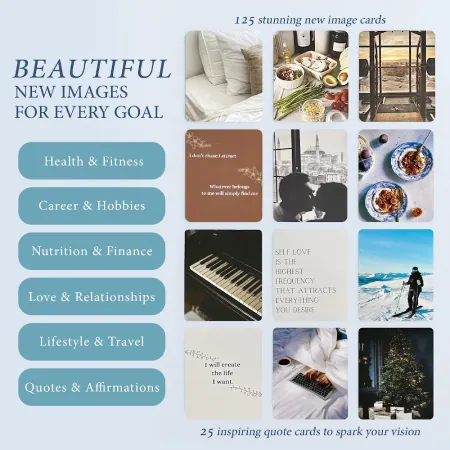 125 stunning new image cards
BEAUTIFUL
NEW IMAGES
FOR EVERY GOAL
Health & Fitness
Career & Hobbies
Nutrition & Finance
Love & Relationships
Lifestyle & Travel
Quotes & Affirmations
I don't chase I attract
Whatever belongs
to me will simply find me
SELF LOVE
IS THE
HIGHEST
FREQUENCY
THAT ATTRACTS
EVERYTHING
YOU DESIRE
I will create
the life
I want.
25 inspiring quote cards to spark your vision